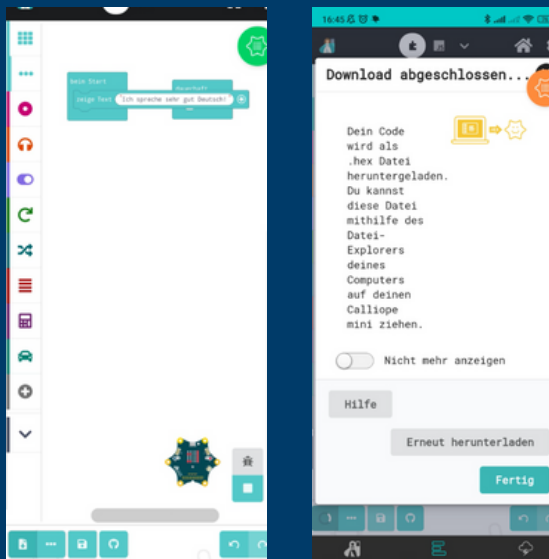 beim Start
zeige Text "Ich spreche sehr gut Deutsch!"
dauerhaft
16:45
Download abgeschlossen...
Dein Code
wird als
.hex Datei
heruntergeladen.
Du kannst
diese Datei
mithilfe des
Datei-
Explorers
deines
Computers
auf deinen
Calliope
mini ziehen.
Nicht mehr anzeigen
Hilfe
Erneut herunterladen
Fertig